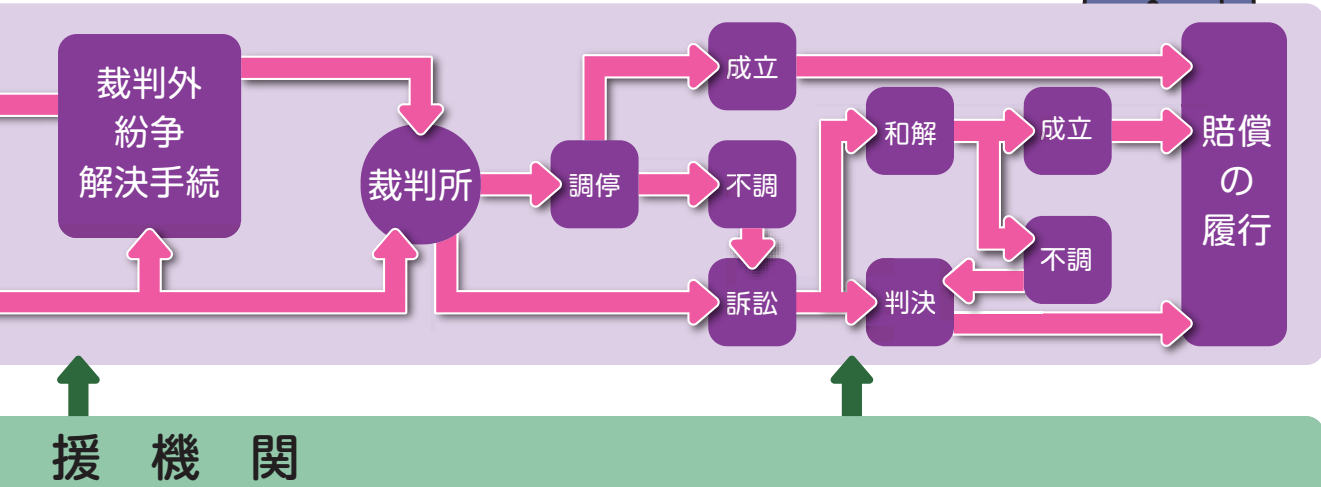 裁判外
紛争
解決手続
裁判所
調停
成立
不調
訴訟
和解
判決
成立
不調
賠償
の
履行
援機関